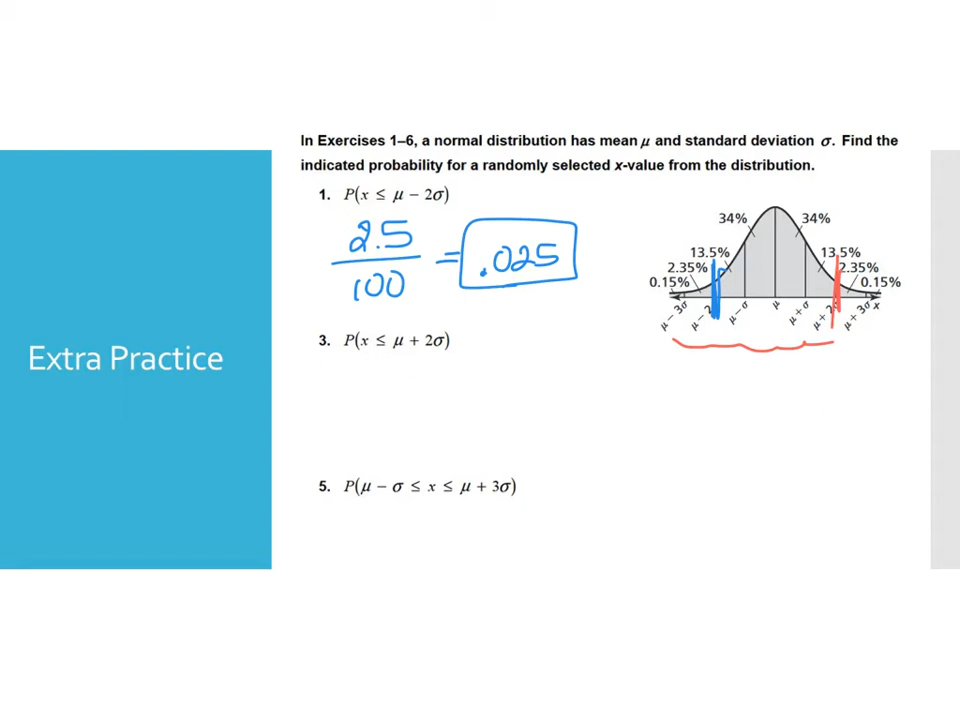 In Exercises 1–6, a normal distribution has mean μ and standard deviation σ. Find the
indicated probability for a randomly selected x-value from the distribution.
1. P(x ≤ μ − 2σ)
2.5
100
= .025
34% 34%
13.5% 13.5%
2.35% 2.35%
0.15% 0.15%
μ − 3σ μ − 2 μ − σ μ μ + σ μ + 2σ μ + 3σ x
3. P(x ≤ μ + 2σ)
Extra Practice
5. P(μ − σ ≤ x ≤ μ + 3σ)